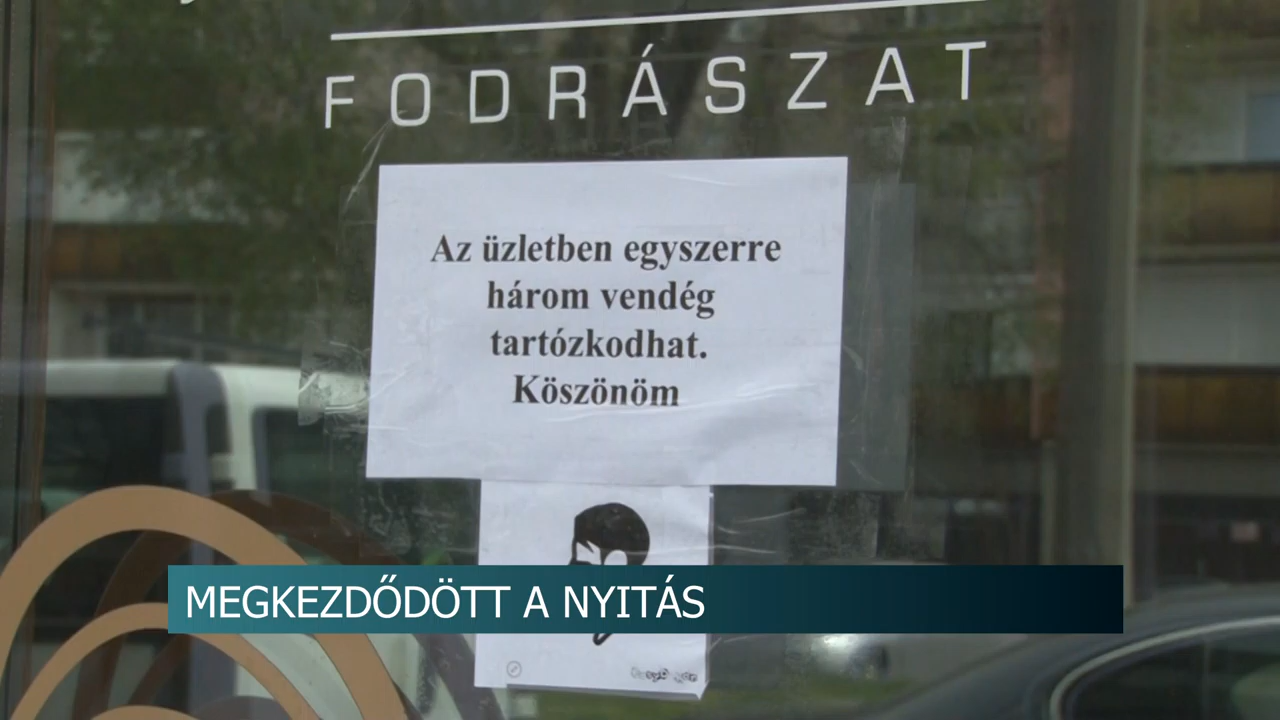 FODRÁSZAT
Az üzletben egyszerre
három vendég
tartózkodhat.
Köszönöm
MEGKEZDŐDÖTT A NYITÁS